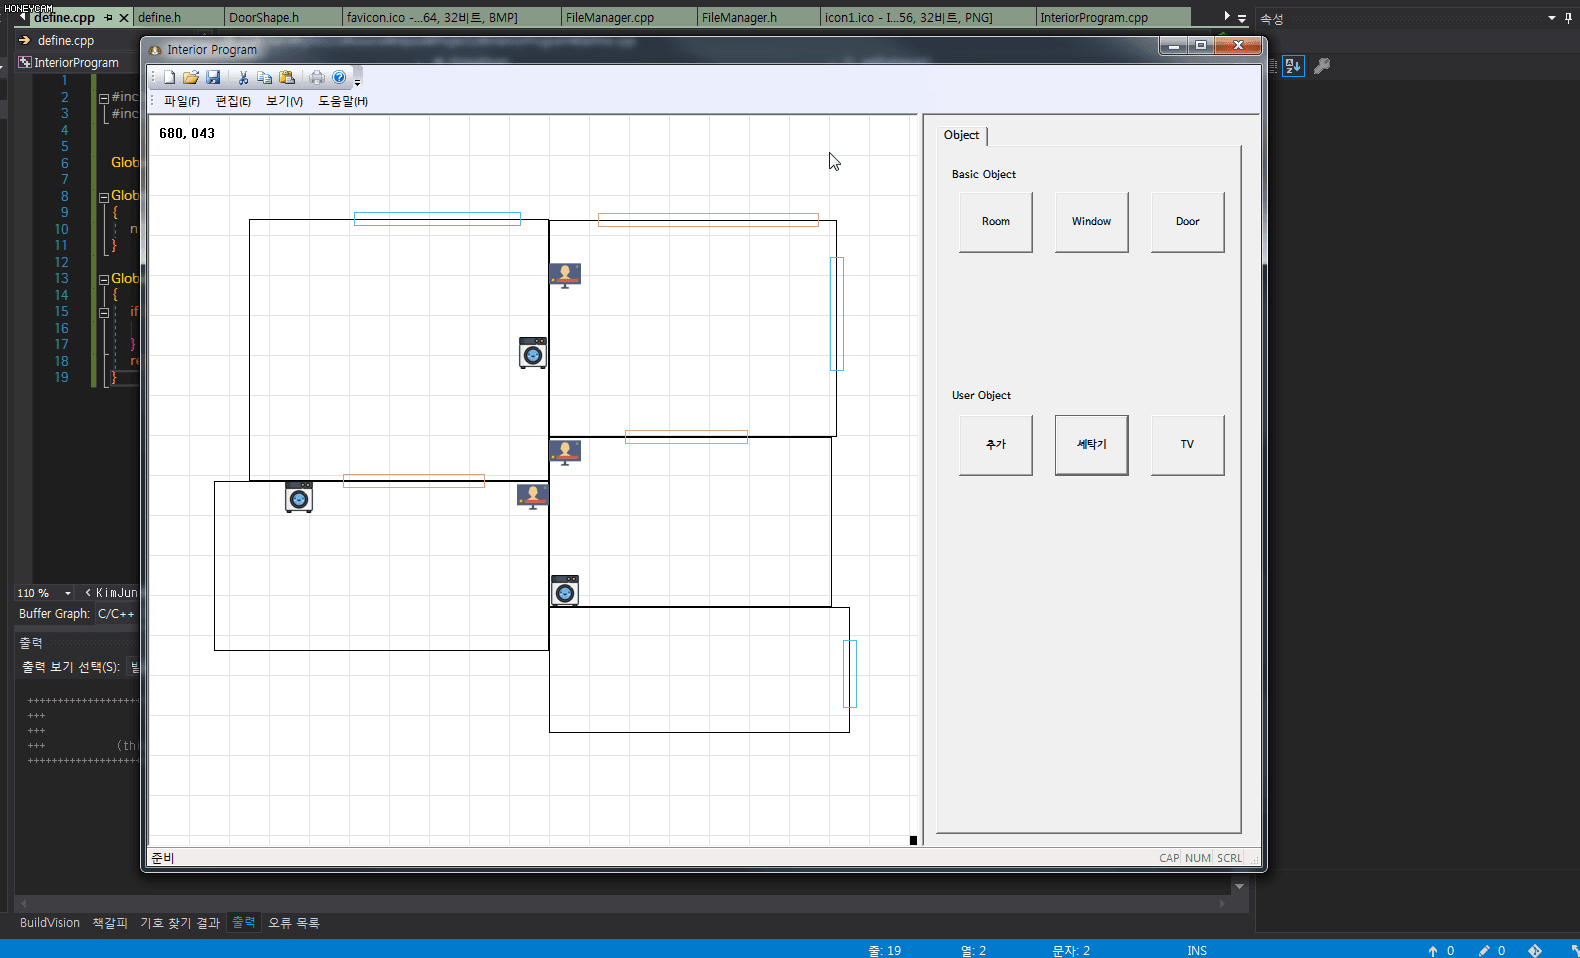 HONEYCAM
define.cpp
define.h
DoorShape.h
favicon.ico -...64, 32비트, BMP]
FileManager.cpp
FileManager.h
icon1.ico - I...56, 32비트, PNG]
InteriorProgram.cpp
속성
define.cpp
InteriorProgram
Interior Program
파일(F) 편집(E) 보기(V) 도움말(H)
680, 043
Object
Basic Object
Room Window Door
User Object
추가 세탁기 TV
준비
CAP NUM SCRL
1
2 #inc
3 #inc
4
5
6 Glob
7
8 Glob
9 {
10 n
11 }
12
13 Glob
14 {
15 if
16
17 }
18 re
19 }
110 %
KimJun
Buffer Graph: C/C++
출력
출력 보기 선택(S): 빌
+++++++++++++++++++
+++
+++
+++ (thi
+++++++++++++++++++
BuildVision 책갈피 기호 찾기 결과 출력 오류 목록
줄: 19 열: 2 문자: 2 INS 0 0